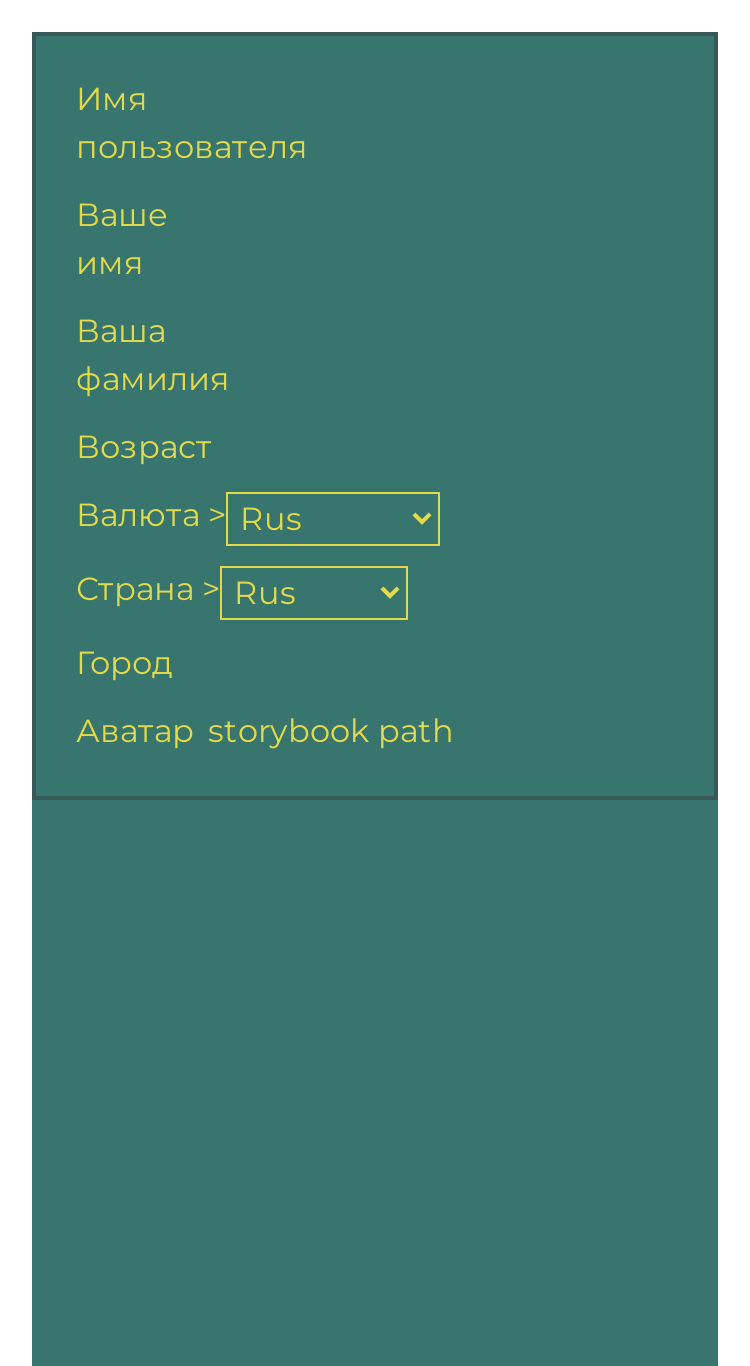 Имя
пользователя
Ваше
имя
Ваша
фамилия
Возраст
Валюта > Rus
Страна > Rus
Город
Аватар storybook path